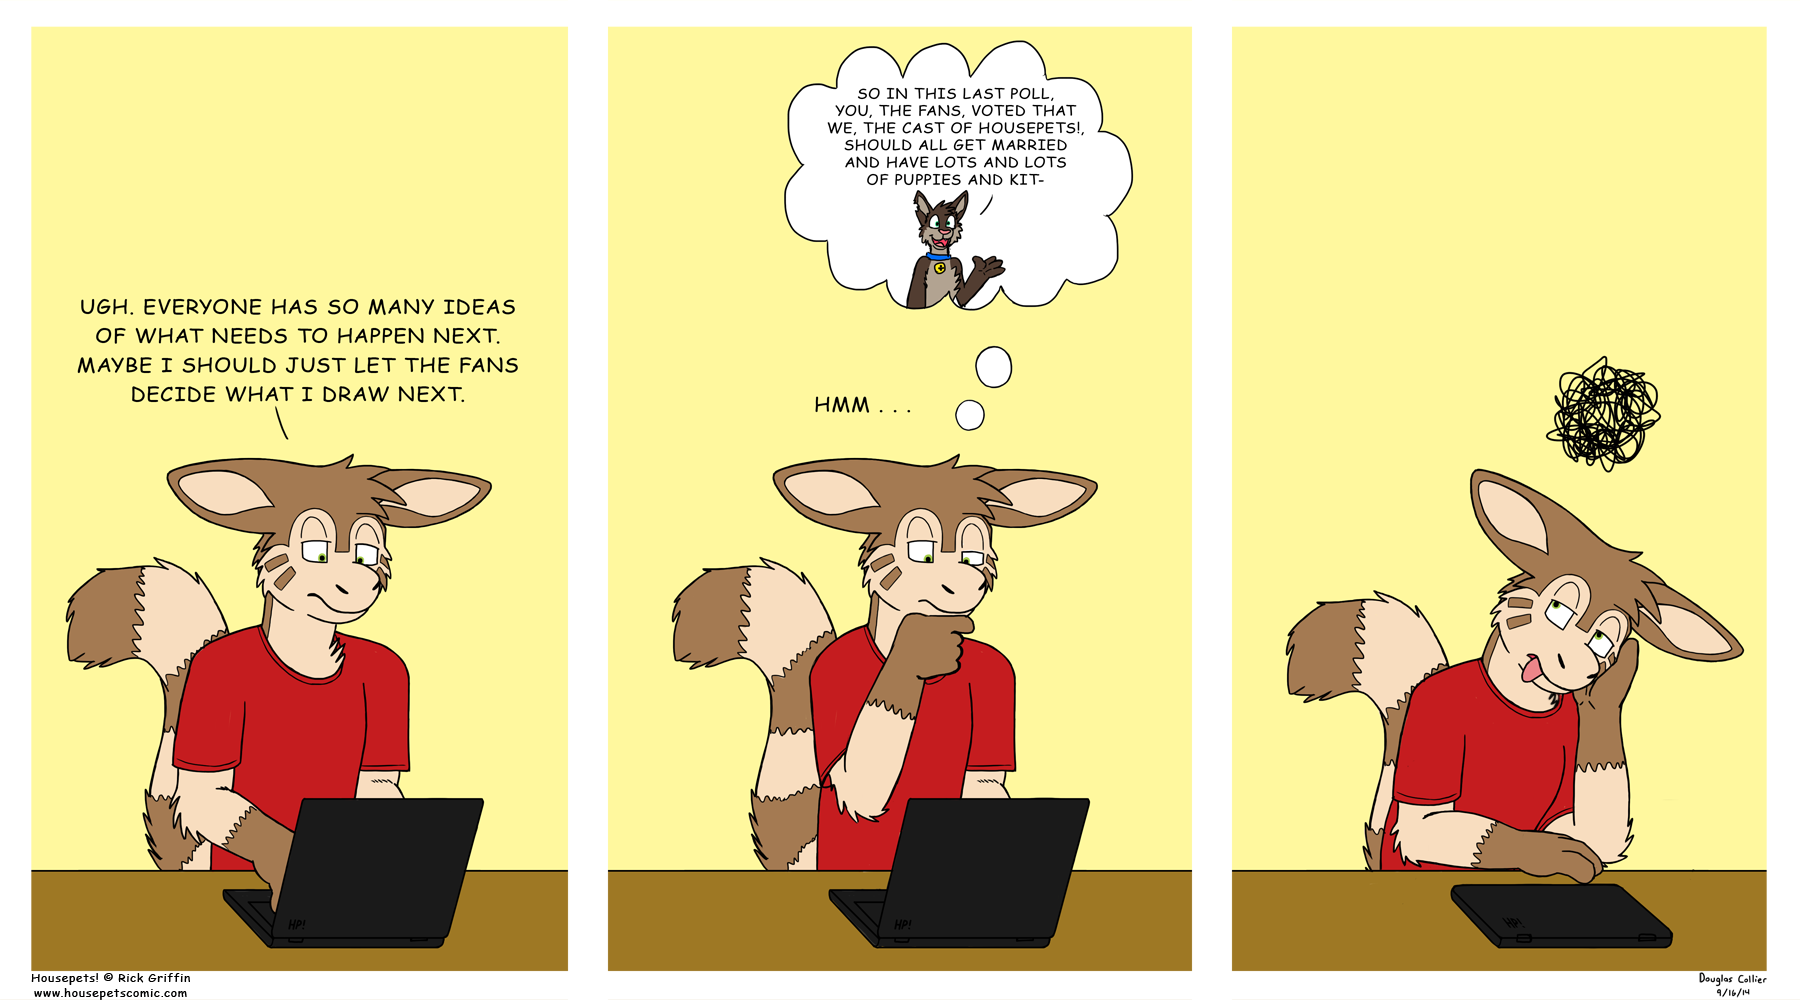 UGH. EVERYONE HAS SO MANY IDEAS
OF WHAT NEEDS TO HAPPEN NEXT.
MAYBE I SHOULD JUST LET THE FANS
DECIDE WHAT I DRAW NEXT.
HP!
SO IN THIS LAST POLL,
YOU, THE FANS, VOTED THAT
WE, THE CAST OF HOUSEPETS!,
SHOULD ALL GET MARRIED
AND HAVE LOTS AND LOTS
OF PUPPIES AND KIT-
HMM . . .
HP!
HP!
Housepets! © Rick Griffin
www.housepetscomic.com
Douglas Collier
9/16/14